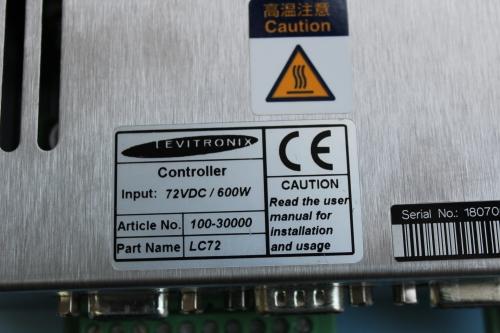 高温注意
Caution
LEVITRONIX
Controller
Input: 72VDC / 600W
Article No. 100-30000
Part Name LC72
CE
CAUTION
Read the user
manual for
installation
and usage
Serial No.: 18070